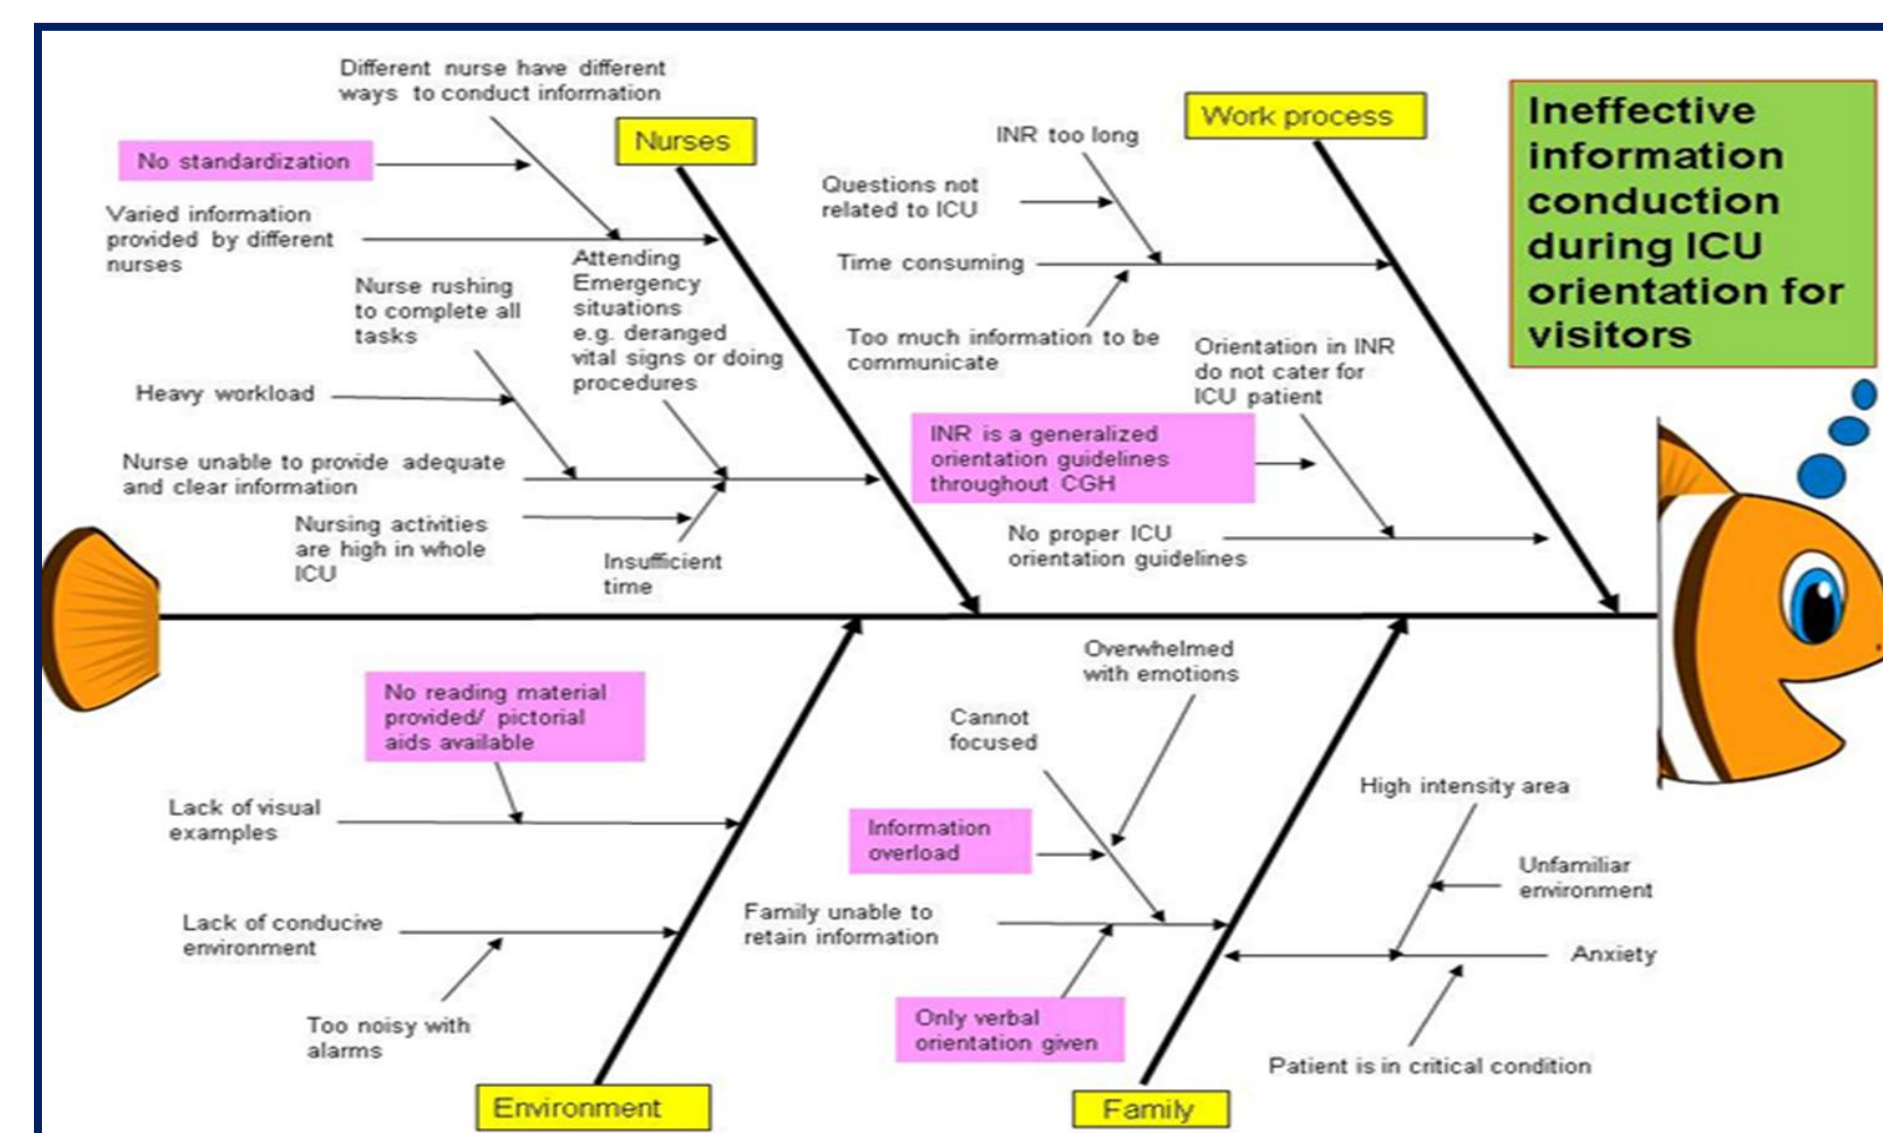 Different nurse have different
ways to conduct information
Nurses
No standardization
Varied information
provided by different
nurses
Nurse rushing
to complete all
tasks
Attending
Emergency
situations
e.g. deranged
vital signs or doing
procedures
Heavy workload
Nurse unable to provide adequate
and clear information
Nursing activities
are high in whole
ICU
Insufficient
time
Work process
INR too long
Questions not
related to ICU
Time consuming
Too much information to be
communicate
Orientation in INR
do not cater for
ICU patient
INR is a generalized
orientation guidelines
throughout CGH
No proper ICU
orientation guidelines
Ineffective
information
conduction
during ICU
orientation for
visitors
No reading material
provided/ pictorial
aids available
Lack of visual
examples
Lack of conducive
environment
Too noisy with
alarms
Environment
Overwhelmed
with emotions
Cannot
focused
Information
overload
Family unable to
retain information
Only verbal
orientation given
High intensity area
Unfamiliar
environment
Anxiety
Patient is in critical condition
Family